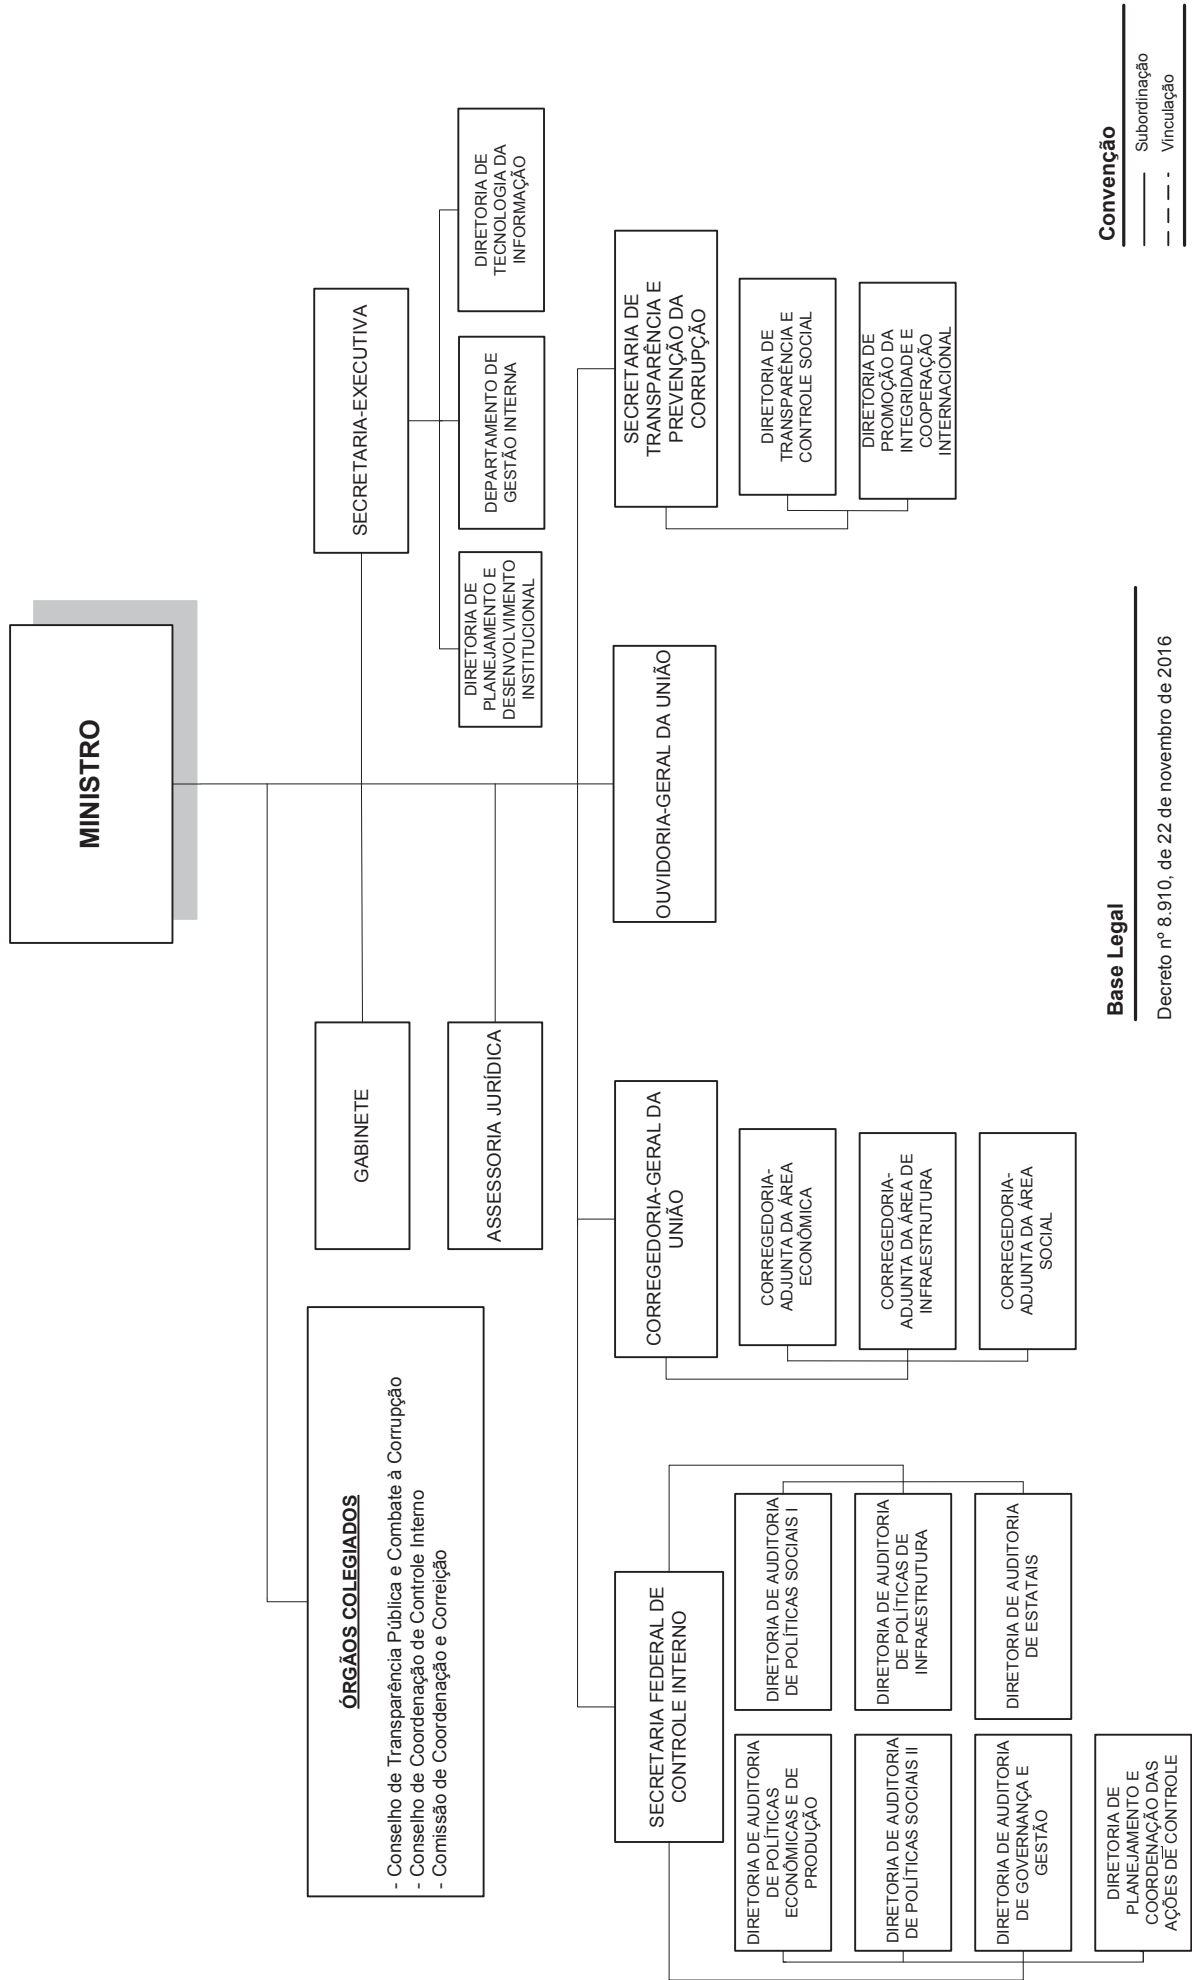 MINISTRO
ÓRGÃOS COLEGIADOS
- Conselho de Transparência Pública e Combate à Corrupção
- Conselho de Coordenação de Controle Interno
- Comissão de Coordenação e Correição
GABINETE
SECRETARIA-EXECUTIVA
ASSESSORIA JURÍDICA
DIRETORIA DE
PLANEJAMENTO E
DESENVOLVIMENTO
INSTITUCIONAL
DEPARTAMENTO DE
GESTÃO INTERNA
DIRETORIA DE
TECNOLOGIA DA
INFORMAÇÃO
SECRETARIA FEDERAL DE
CONTROLE INTERNO
DIRETORIA DE AUDITORIA
DE POLÍTICAS
ECONÔMICAS E DE
PRODUÇÃO
DIRETORIA DE AUDITORIA
DE POLÍTICAS SOCIAIS I
DIRETORIA DE AUDITORIA
DE POLÍTICAS SOCIAIS II
DIRETORIA DE AUDITORIA
DE POLÍTICAS DE
INFRAESTRUTURA
DIRETORIA DE AUDITORIA
DE GOVERNANÇA E
GESTÃO
DIRETORIA DE AUDITORIA
DE ESTATAIS
DIRETORIA DE
PLANEJAMENTO E
COORDENAÇÃO DAS
AÇÕES DE CONTROLE
CORREGEDORIA-GERAL DA
UNIÃO
CORREGEDORIA-
ADJUNTA DA ÁREA
ECONÔMICA
CORREGEDORIA-
ADJUNTA DA ÁREA DE
INFRAESTRUTURA
CORREGEDORIA-
ADJUNTA DA ÁREA
SOCIAL
OUVIDORIA-GERAL DA UNIÃO
SECRETARIA DE
TRANSPARÊNCIA E
PREVENÇÃO DA
CORRUPÇÃO
DIRETORIA DE
TRANSPARÊNCIA E
CONTROLE SOCIAL
DIRETORIA DE
PROMOÇÃO DA
INTEGRIDADE E
COOPERAÇÃO
INTERNACIONAL
Base Legal
Decreto nº 8.910, de 22 de novembro de 2016
Convenção
Subordinação
Vinculação